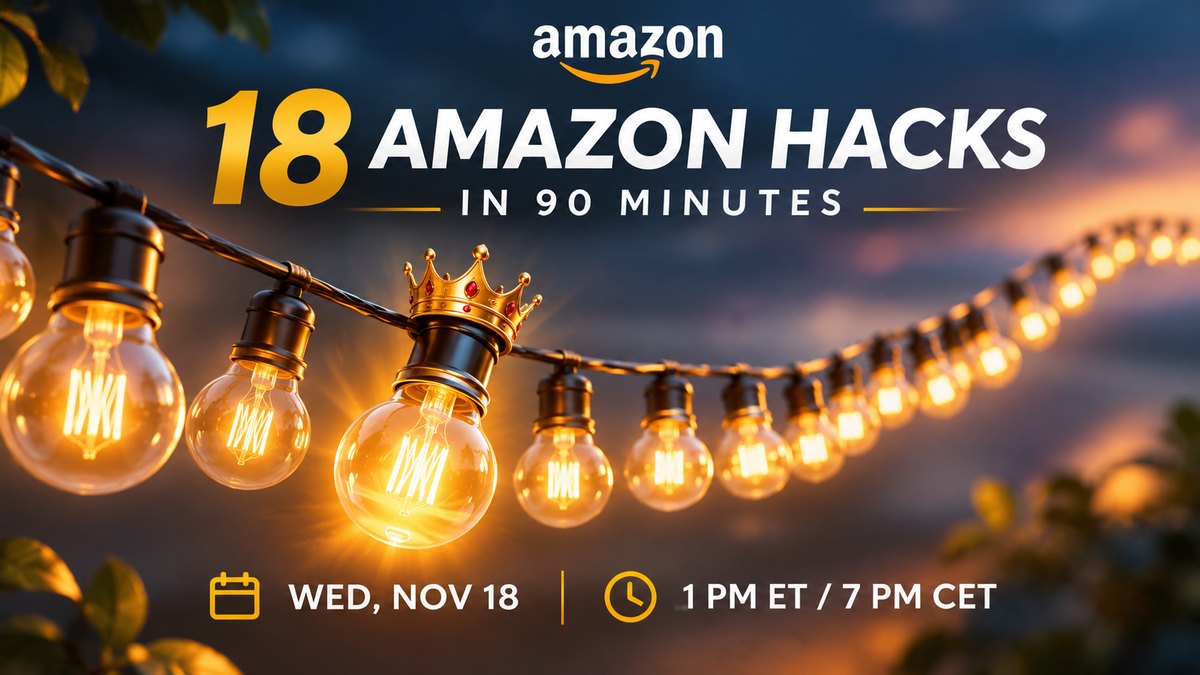 amazon
18 AMAZON HACKS
IN 90 MINUTES
WED, NOV 18
1 PM ET / 7 PM CET